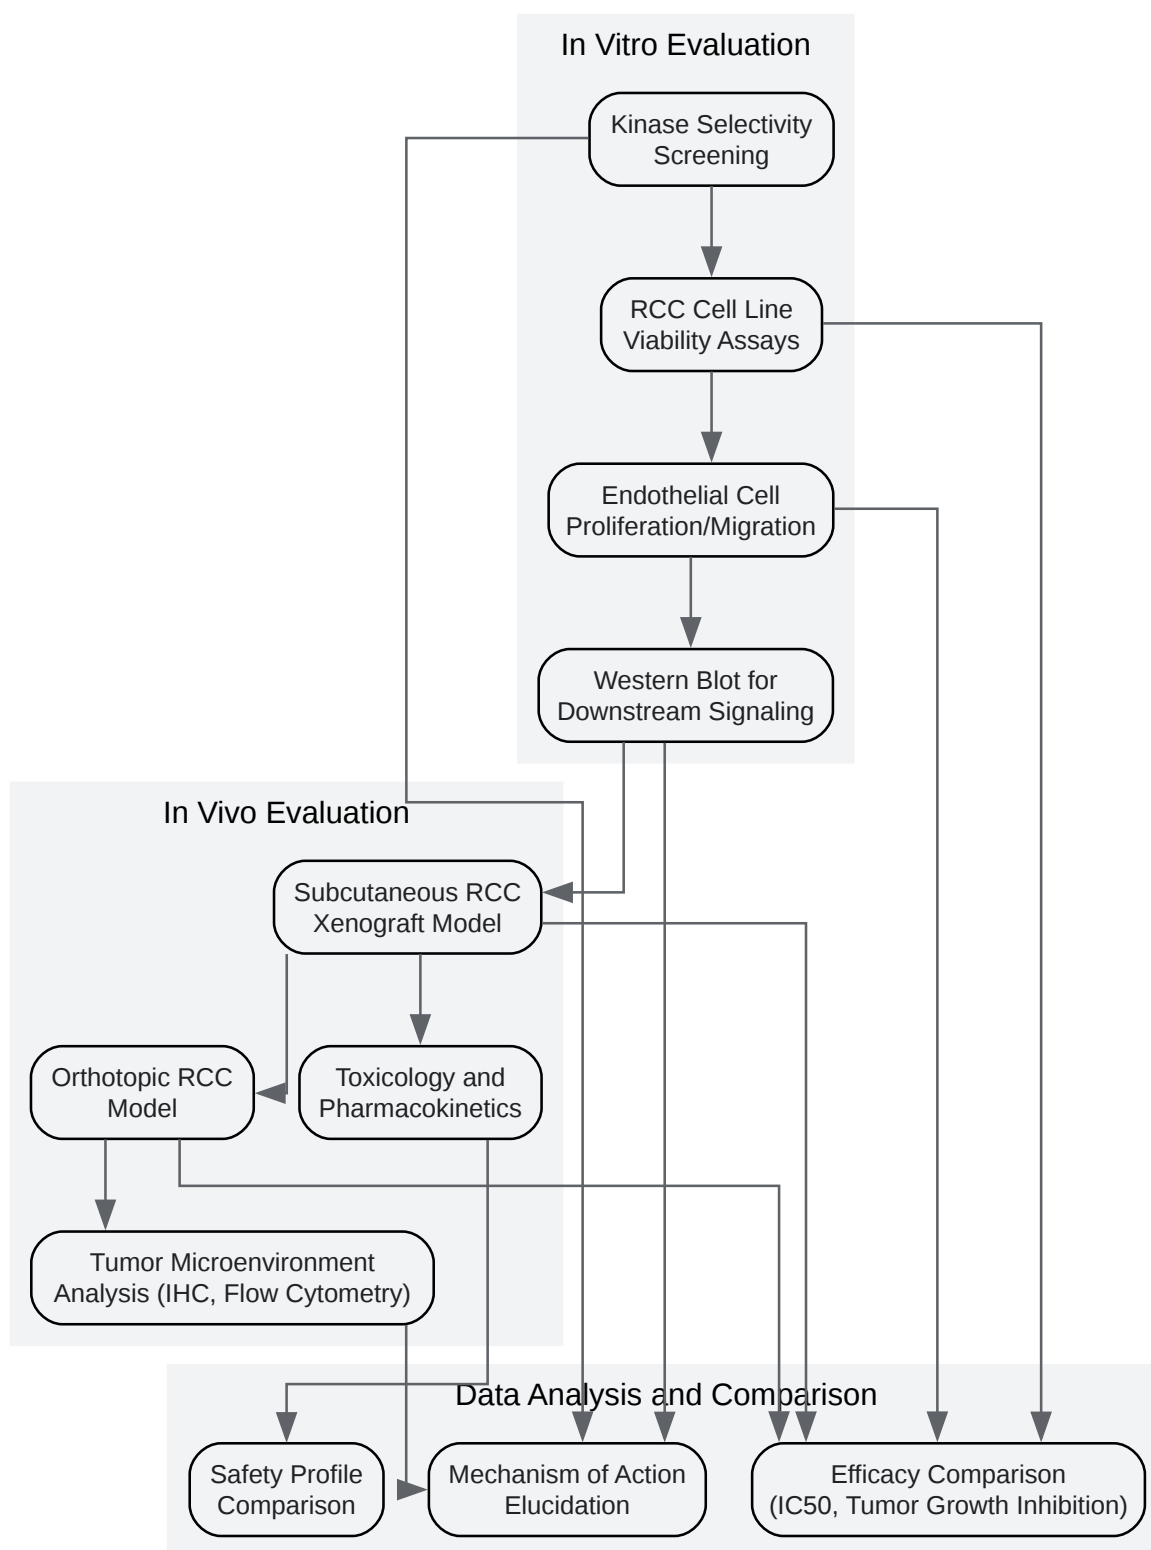 In Vitro Evaluation
Kinase Selectivity
Screening
RCC Cell Line
Viability Assays
Endothelial Cell
Proliferation/Migration
Western Blot for
Downstream Signaling
In Vivo Evaluation
Subcutaneous RCC
Xenograft Model
Orthotopic RCC
Model
Toxicology and
Pharmacokinetics
Tumor Microenvironment
Analysis (IHC, Flow Cytometry)
Data Analysis and Comparison
Safety Profile
Comparison
Mechanism of Action
Elucidation
Efficacy Comparison
(IC50, Tumor Growth Inhibition)